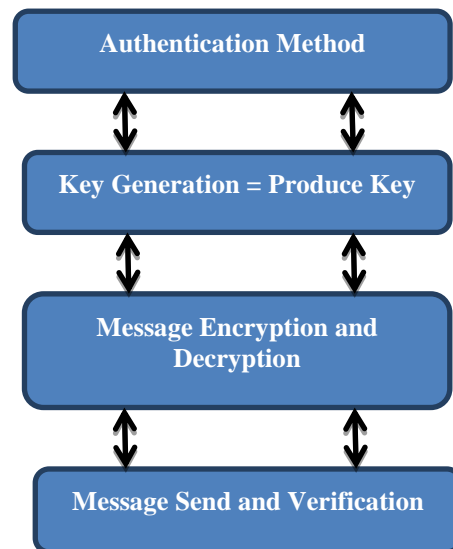 Authentication Method
Key Generation = Produce Key
Message Encryption and
Decryption
Message Send and Verification